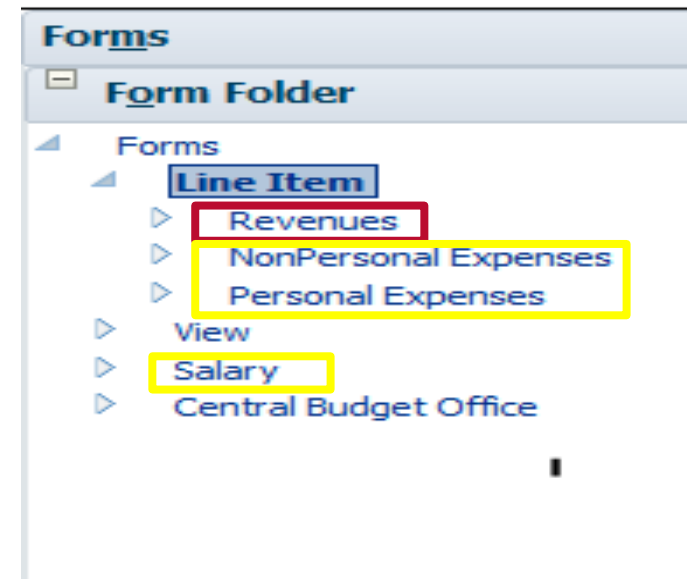 Forms
Form Folder
Forms
Line Item
Revenues
NonPersonal Expenses
Personal Expenses
View
Salary
Central Budget Office